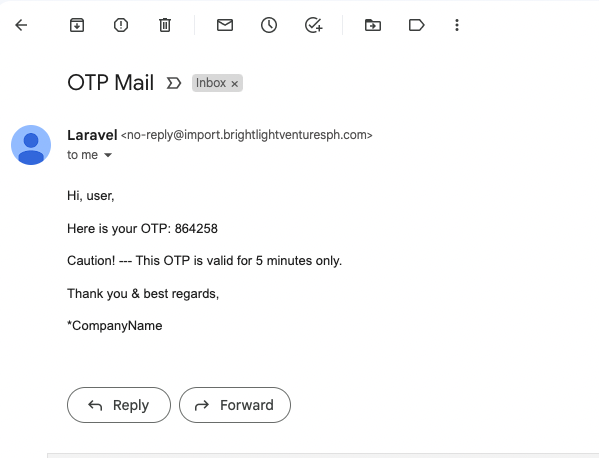 OTP Mail
Inbox ×
Laravel <no-reply@import.brightlightventuresph.com>
to me
Hi, user,
Here is your OTP: 864258
Caution! --- This OTP is valid for 5 minutes only.
Thank you & best regards,
*CompanyName
Reply
Forward